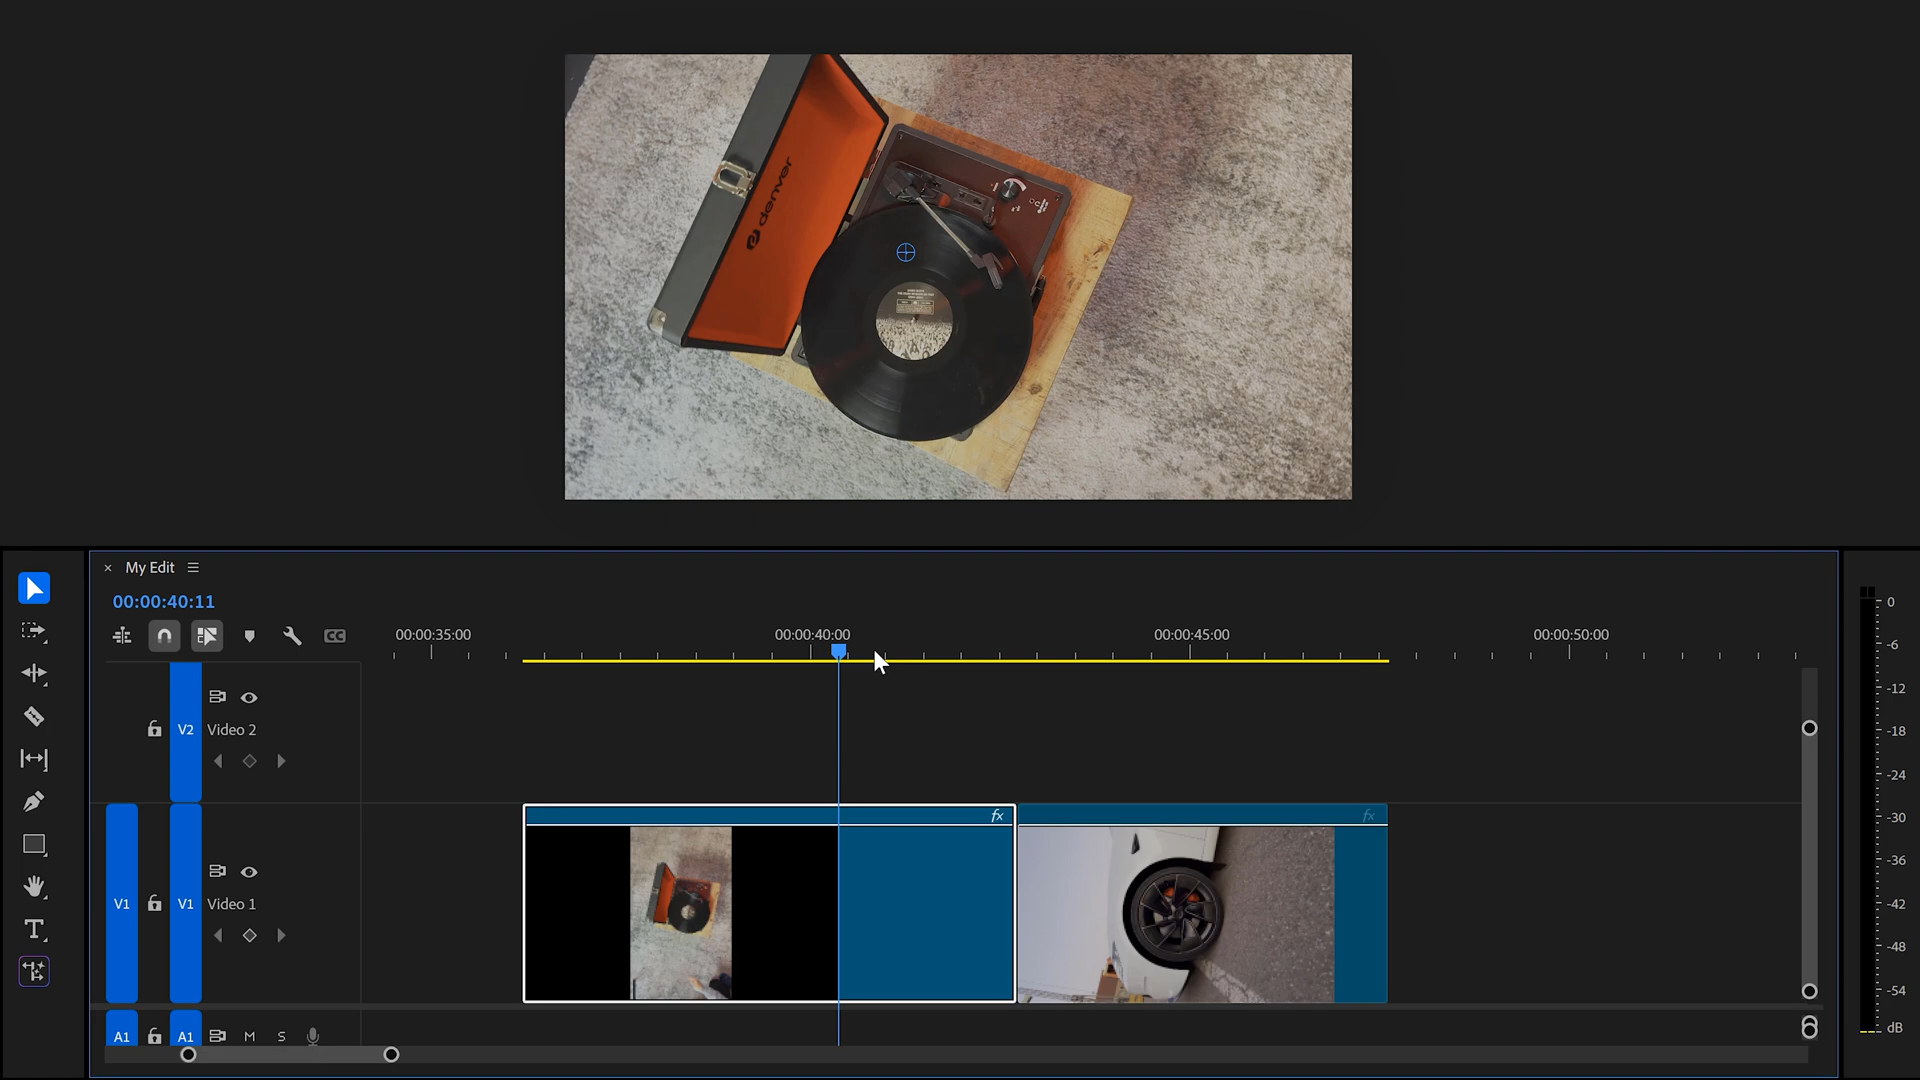 denver
× My Edit
00:00:40:11
CC
00:00:35:00
00:00:40:00
00:00:45:00
00:00:50:00
V2
Video 2
fx
fx
V1
V1
Video 1
A1
A1
M
S
T
0
-6
-12
-18
-24
-30
-36
-42
-48
-54
dB